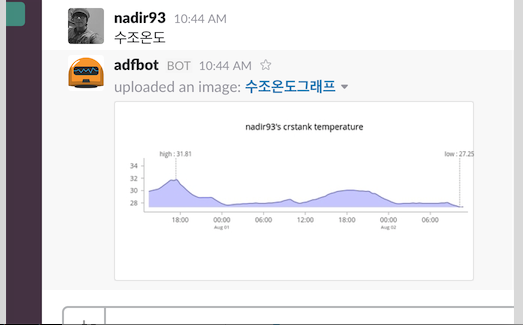 nadir93 10:44 AM
수조온도
adfbot BOT 10:44 AM
uploaded an image: 수조온도그래프
nadir93's crstank temperature
high : 31.81
low : 27.25
34
32
30
28
18:00 00:00 06:00 12:00 18:00 00:00 06:00
Aug 01 Aug 02